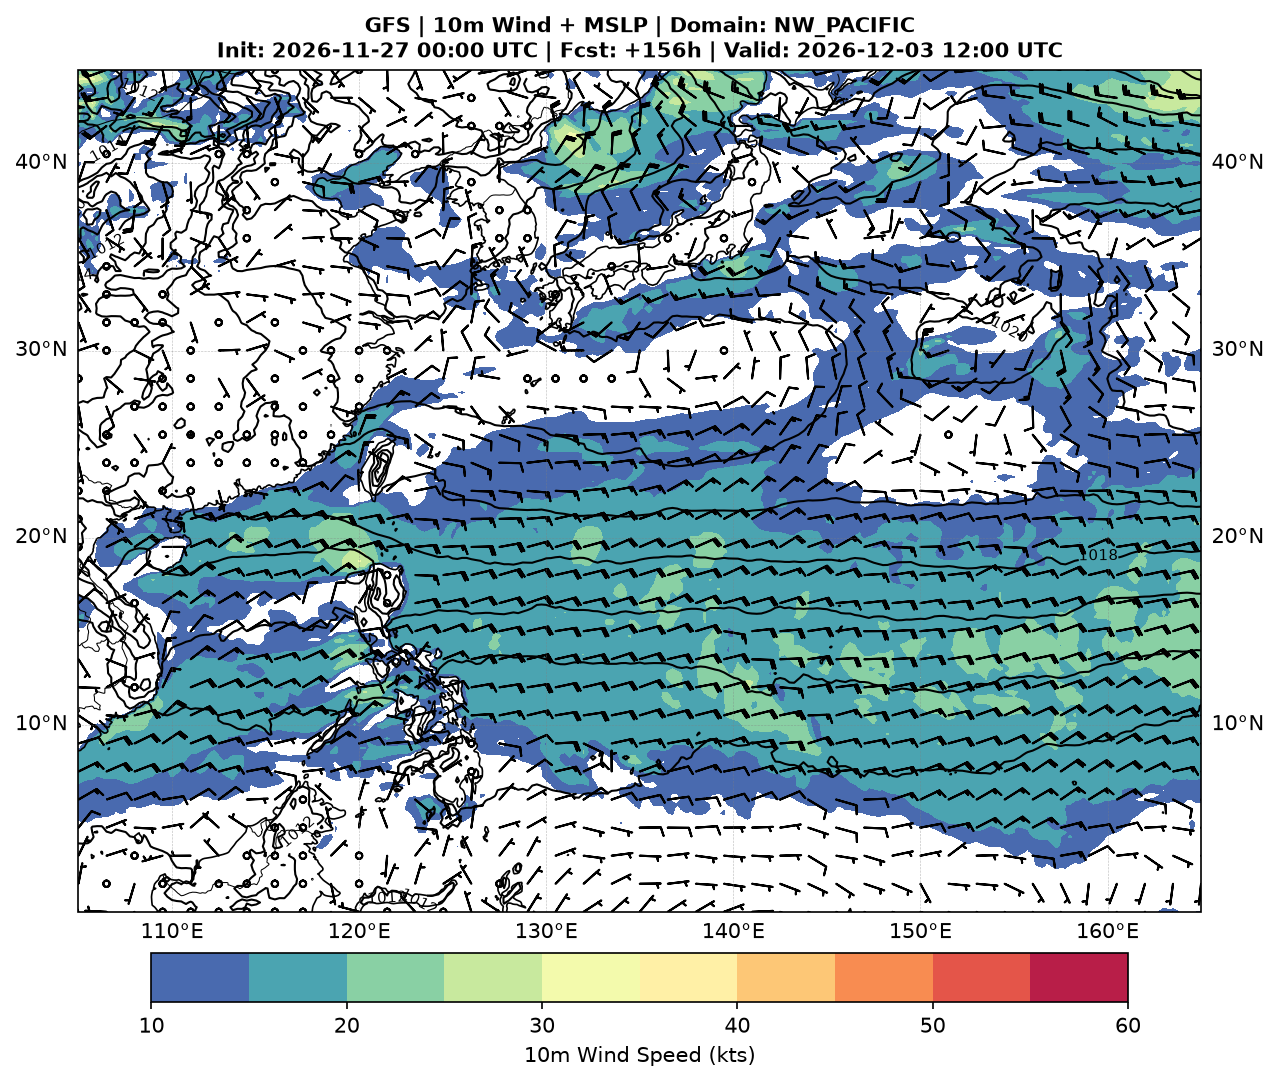 GFS | 10m Wind + MSLP | Domain: NW_PACIFIC
Init: 2026-11-27 00:00 UTC | Fcst: +156h | Valid: 2026-12-03 12:00 UTC
40°N
40°N
30°N
30°N
1020
20°N
20°N
1018
10°N
10°N
1012
110°E
120°E
130°E
140°E
150°E
160°E
10
20
30
40
50
60
10m Wind Speed (kts)